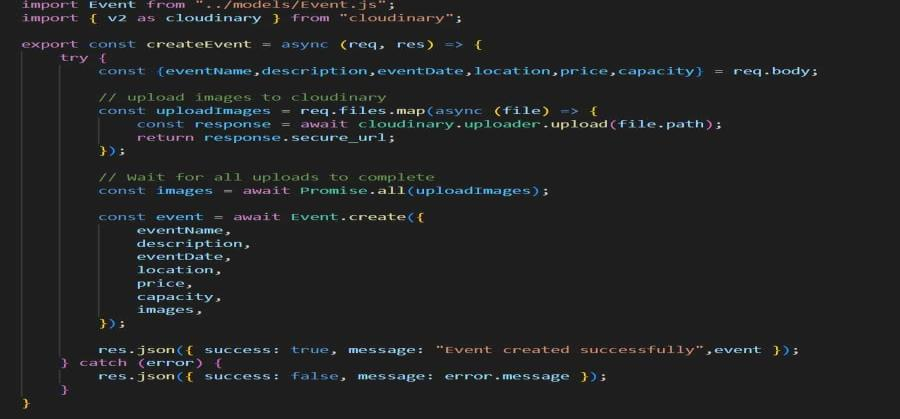 import Event from "../models/Event.js";
import { v2 as cloudinary } from "cloudinary";
export const createEvent = async (req, res) => {
try {
const {eventName,description,eventDate,location,price,capacity} = req.body;
// upload images to cloudinary
const uploadImages = req.files.map(async (file) => {
const response = await cloudinary.uploader.upload(file.path);
return response.secure_url;
});
// Wait for all uploads to complete
const images = await Promise.all(uploadImages);
const event = await Event.create({
eventName,
description,
eventDate,
location,
price,
capacity,
images,
});
res.json({ success: true, message: "Event created successfully",event });
} catch (error) {
res.json({ success: false, message: error.message });
}
}